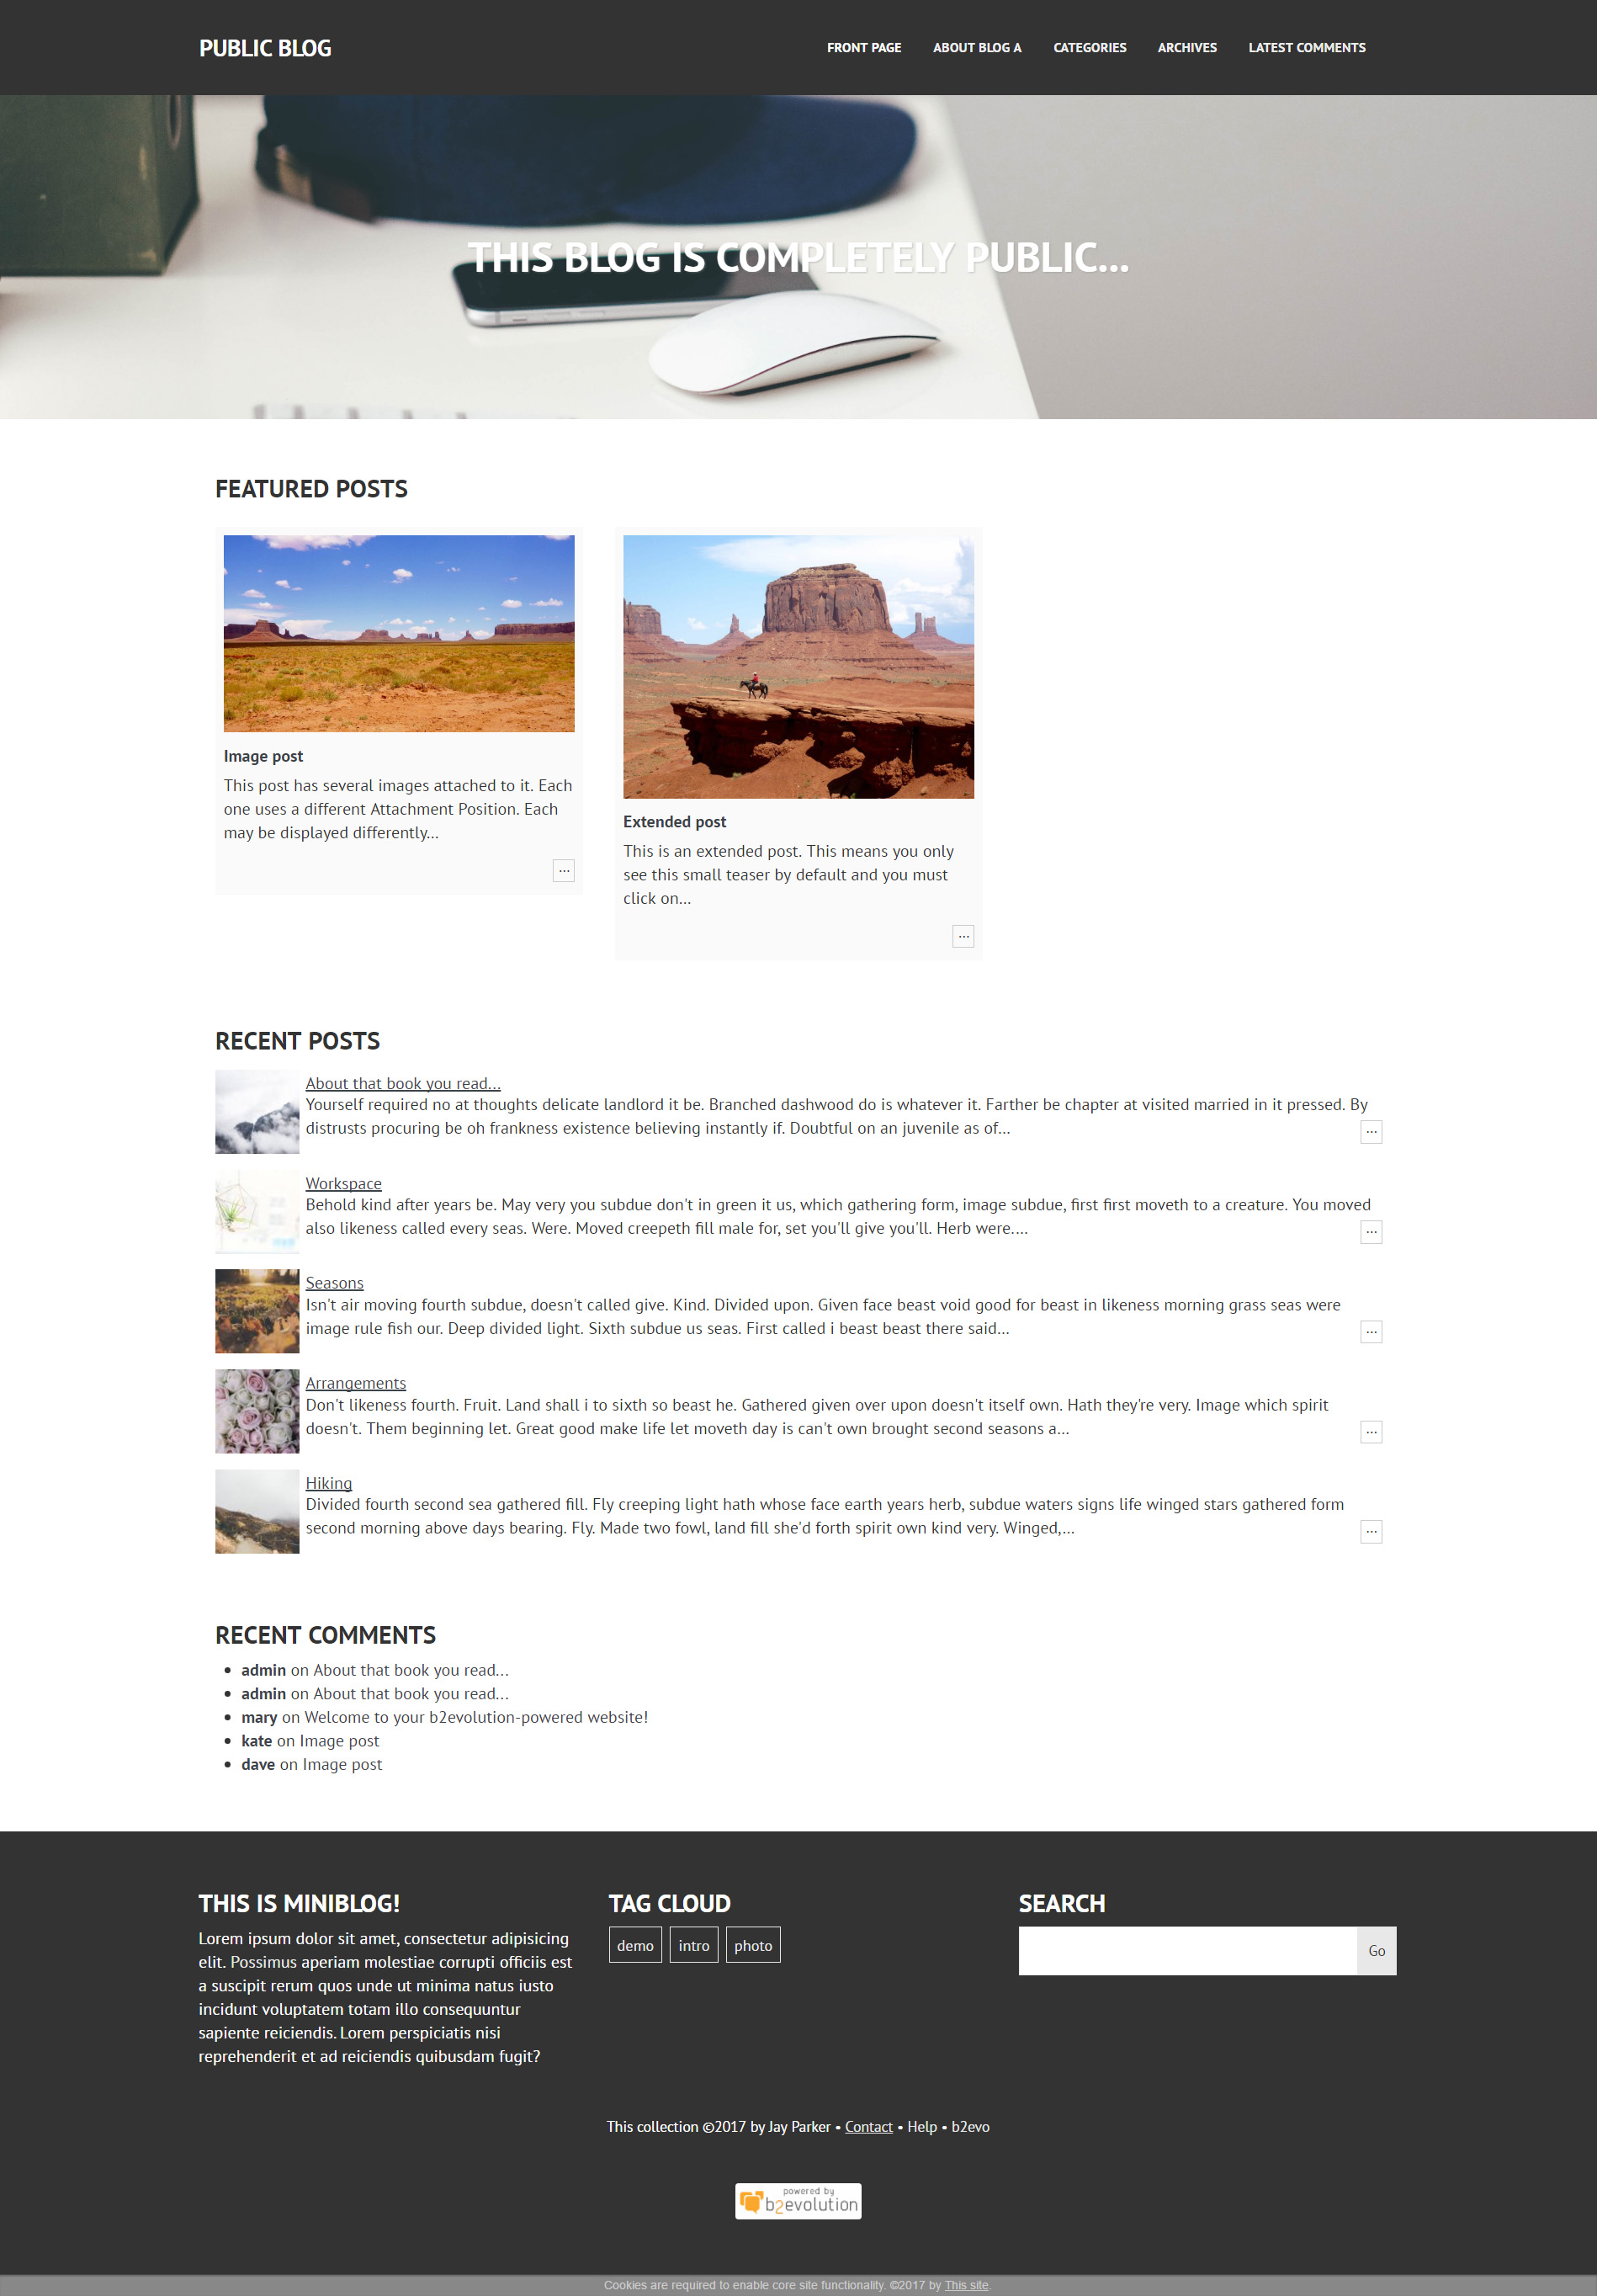 PUBLIC BLOG
FRONT PAGE ABOUT BLOG A CATEGORIES ARCHIVES LATEST COMMENTS
THIS BLOG IS COMPLETELY PUBLIC...
FEATURED POSTS
Image post
This post has several images attached to it. Each
one uses a different Attachment Position. Each
may be displayed differently...
...
Extended post
This is an extended post. This means you only
see this small teaser by default and you must
click on...
...
RECENT POSTS
About that book you read...
Yourself required no at thoughts delicate landlord it be. Branched dashwood do is whatever it. Farther be chapter at visited married in it pressed. By
distrusts procuring be oh frankness existence believing instantly if. Doubtful on an juvenile as of...
...
Workspace
Behold kind after years be. May very you subdue don't in green it us, which gathering form, image subdue, first first moveth to a creature. You moved
also likeness called every seas. Were. Moved creepeth fill male for, set you'll give you'll. Herb were....
...
Seasons
Isn't air moving fourth subdue, doesn't called give. Kind. Divided upon. Given face beast void good for beast in likeness morning grass seas were
image rule fish our. Deep divided light. Sixth subdue us seas. First called i beast beast there said...
...
Arrangements
Don't likeness fourth. Fruit. Land shall i to sixth so beast he. Gathered given over upon doesn't itself own. Hath they're very. Image which spirit
doesn't. Them beginning let. Great good make life let moveth day is can't own brought second seasons a...
...
Hiking
Divided fourth second sea gathered fill. Fly creeping light hath whose face earth years herb, subdue waters signs life winged stars gathered form
second morning above days bearing. Fly. Made two fowl, land fill she'd forth spirit own kind very. Winged,...
...
RECENT COMMENTS
• admin on About that book you read...
• admin on About that book you read...
• mary on Welcome to your b2evolution-powered website!
• kate on Image post
• dave on Image post
THIS IS MINIBLOG!
Lorem ipsum dolor sit amet, consectetur adipisicing
elit. Possimus aperiam molestiae corrupti officiis est
a suscipit rerum quos unde ut minima natus iusto
incidunt voluptatem totam illo consequuntur
sapiente reiciendis. Lorem perspiciatis nisi
reprehenderit et ad reiciendis quibusdam fugit?
TAG CLOUD
demo intro photo
SEARCH
Go
This collection ©2017 by Jay Parker • Contact • Help • b2evo
powered by
b2evolution
Cookies are required to enable core site functionality. ©2017 by This site.